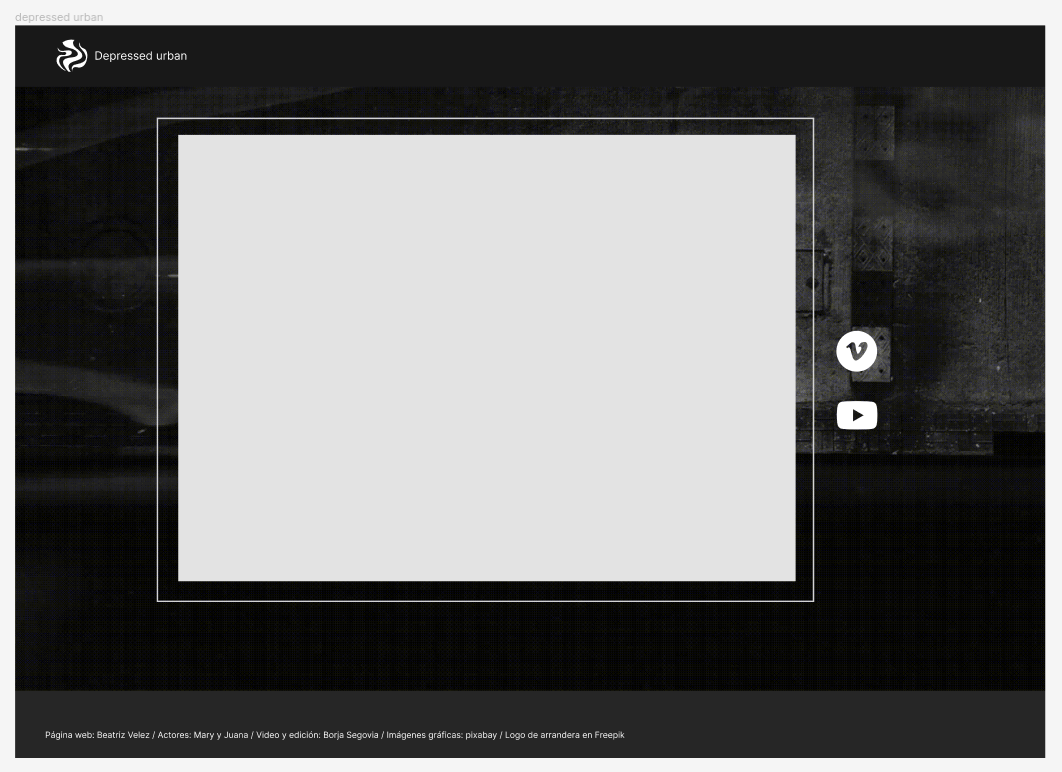 depressed urban
Depressed urban
Página web: Beatriz Velez / Actores: Mary y Juana / Video y edición: Borja Segovia / Imágenes gráficas: pixabay / Logo de arrandera en Freepik